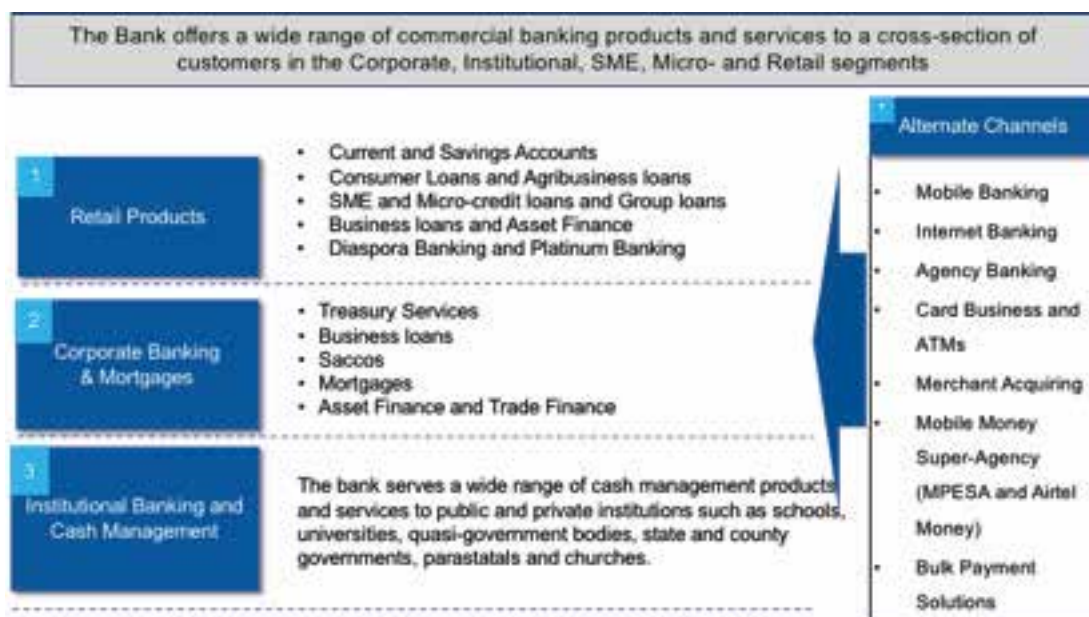 The Bank offers a wide range of commercial banking products and services to a cross-section of
customers in the Corporate, Institutional, SME, Micro- and Retail segments
1
Retail Products
• Current and Savings Accounts
• Consumer Loans and Agribusiness loans
• SME and Micro-credit loans and Group loans
• Business loans and Asset Finance
• Diaspora Banking and Platinum Banking
2
Corporate Banking
& Mortgages
• Treasury Services
• Business loans
• Saccos
• Mortgages
• Asset Finance and Trade Finance
3
Institutional Banking and
Cash Management
The bank serves a wide range of cash management products
and services to public and private institutions such as schools,
universities, quasi-government bodies, state and county
governments, parastatals and churches.
Alternate Channels
• Mobile Banking
• Internet Banking
• Agency Banking
• Card Business and
ATMs
• Merchant Acquiring
• Mobile Money
Super-Agency
(MPESA and Airtel
Money)
• Bulk Payment
Solutions